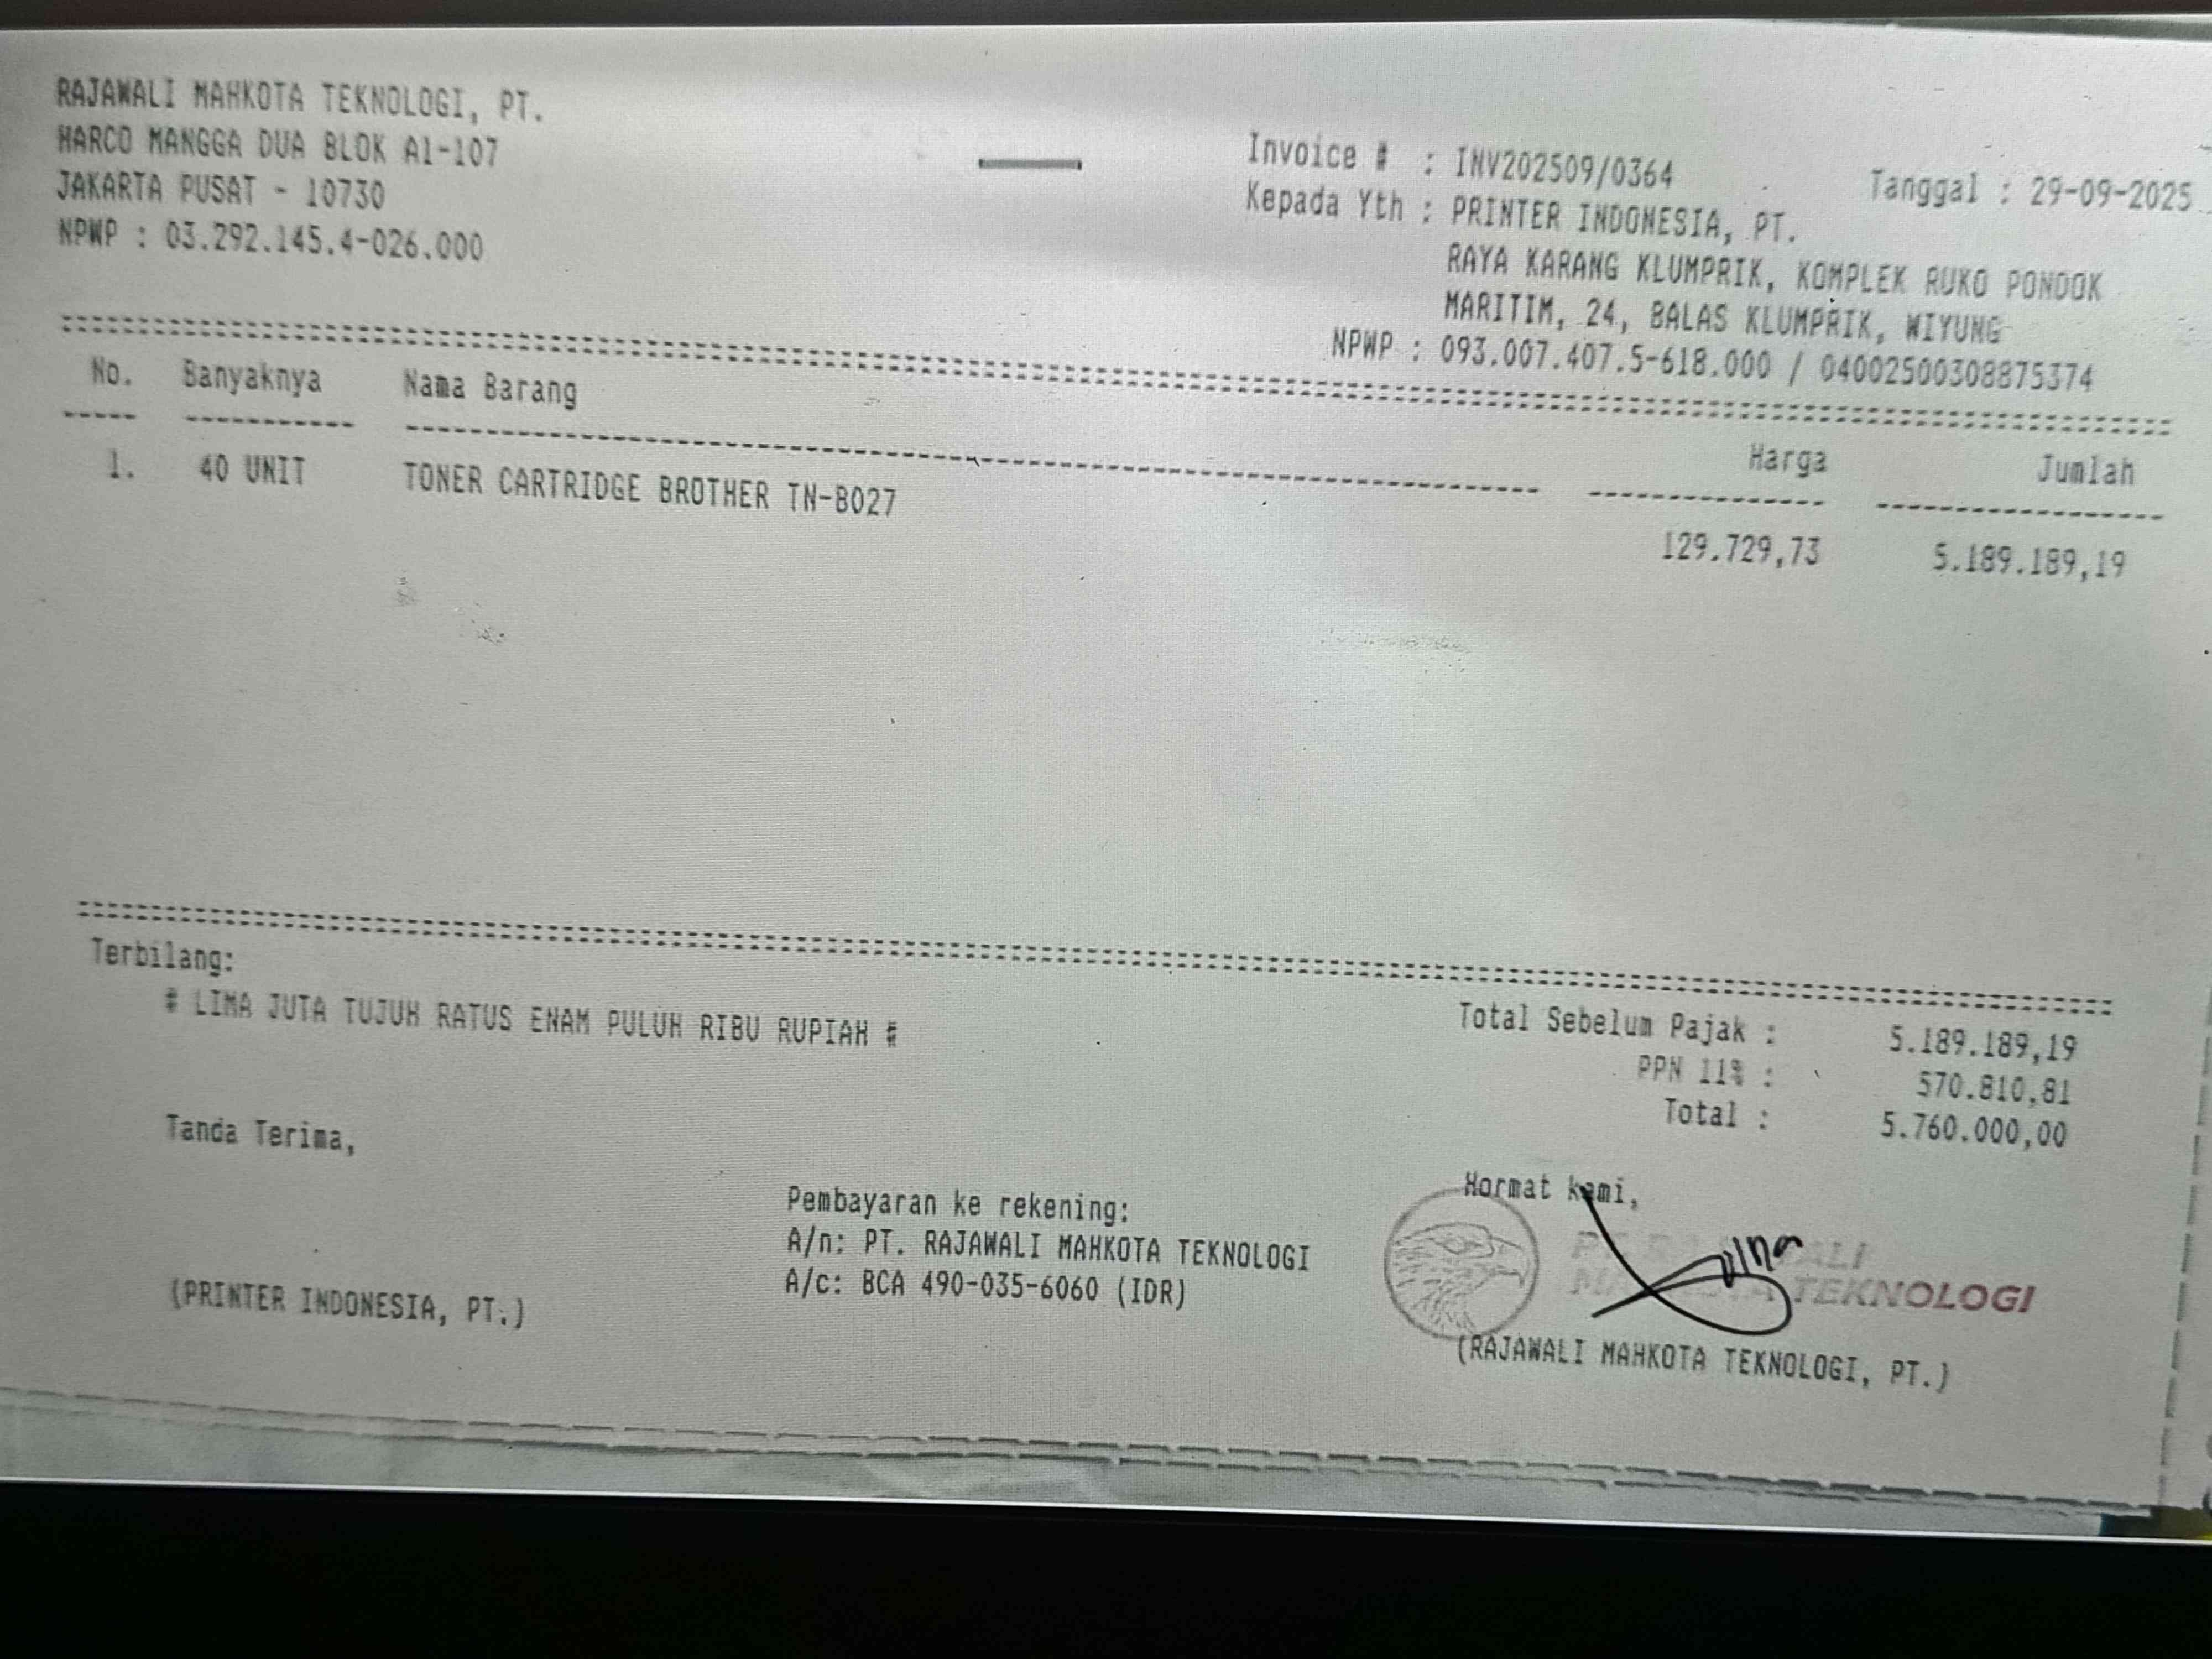 RAJAWALI MAHKOTA TEKNOLOGI, PT.
HARCO MANGGA DUA BLOK A1-107
JAKARTA PUSAT - 10730
NPWP : 03.292.145.4-026.000
Invoice # : INV202509/0364 Tanggal : 29-09-2025
Kepada Yth : PRINTER INDONESIA, PT.
RAYA KARANG KLUMPRIK, KOMPLEK RUKO PONDOK
MARITIM, 24, BALAS KLUMPRIK, WIYUNG
NPWP : 093.007.407.5-618.000 / 04002500308875374
No. Banyaknya Nama Barang Harga Jumlah
1. 40 UNIT TONER CARTRIDGE BROTHER TN-B027 129.729,73 5.189.189,19
Terbilang:
# LIMA JUTA TUJUH RATUS ENAM PULUH RIBU RUPIAH #
Total Sebelum Pajak : 5.189.189,19
PPN 11% : 570.810,81
Total : 5.760.000,00
Tanda Terima,
(PRINTER INDONESIA, PT.)
Pembayaran ke rekening:
A/n: PT. RAJAWALI MAHKOTA TEKNOLOGI
A/c: BCA 490-035-6060 (IDR)
Hormat kami,
TEKNOLOGI
(RAJAWALI MAHKOTA TEKNOLOGI, PT.)